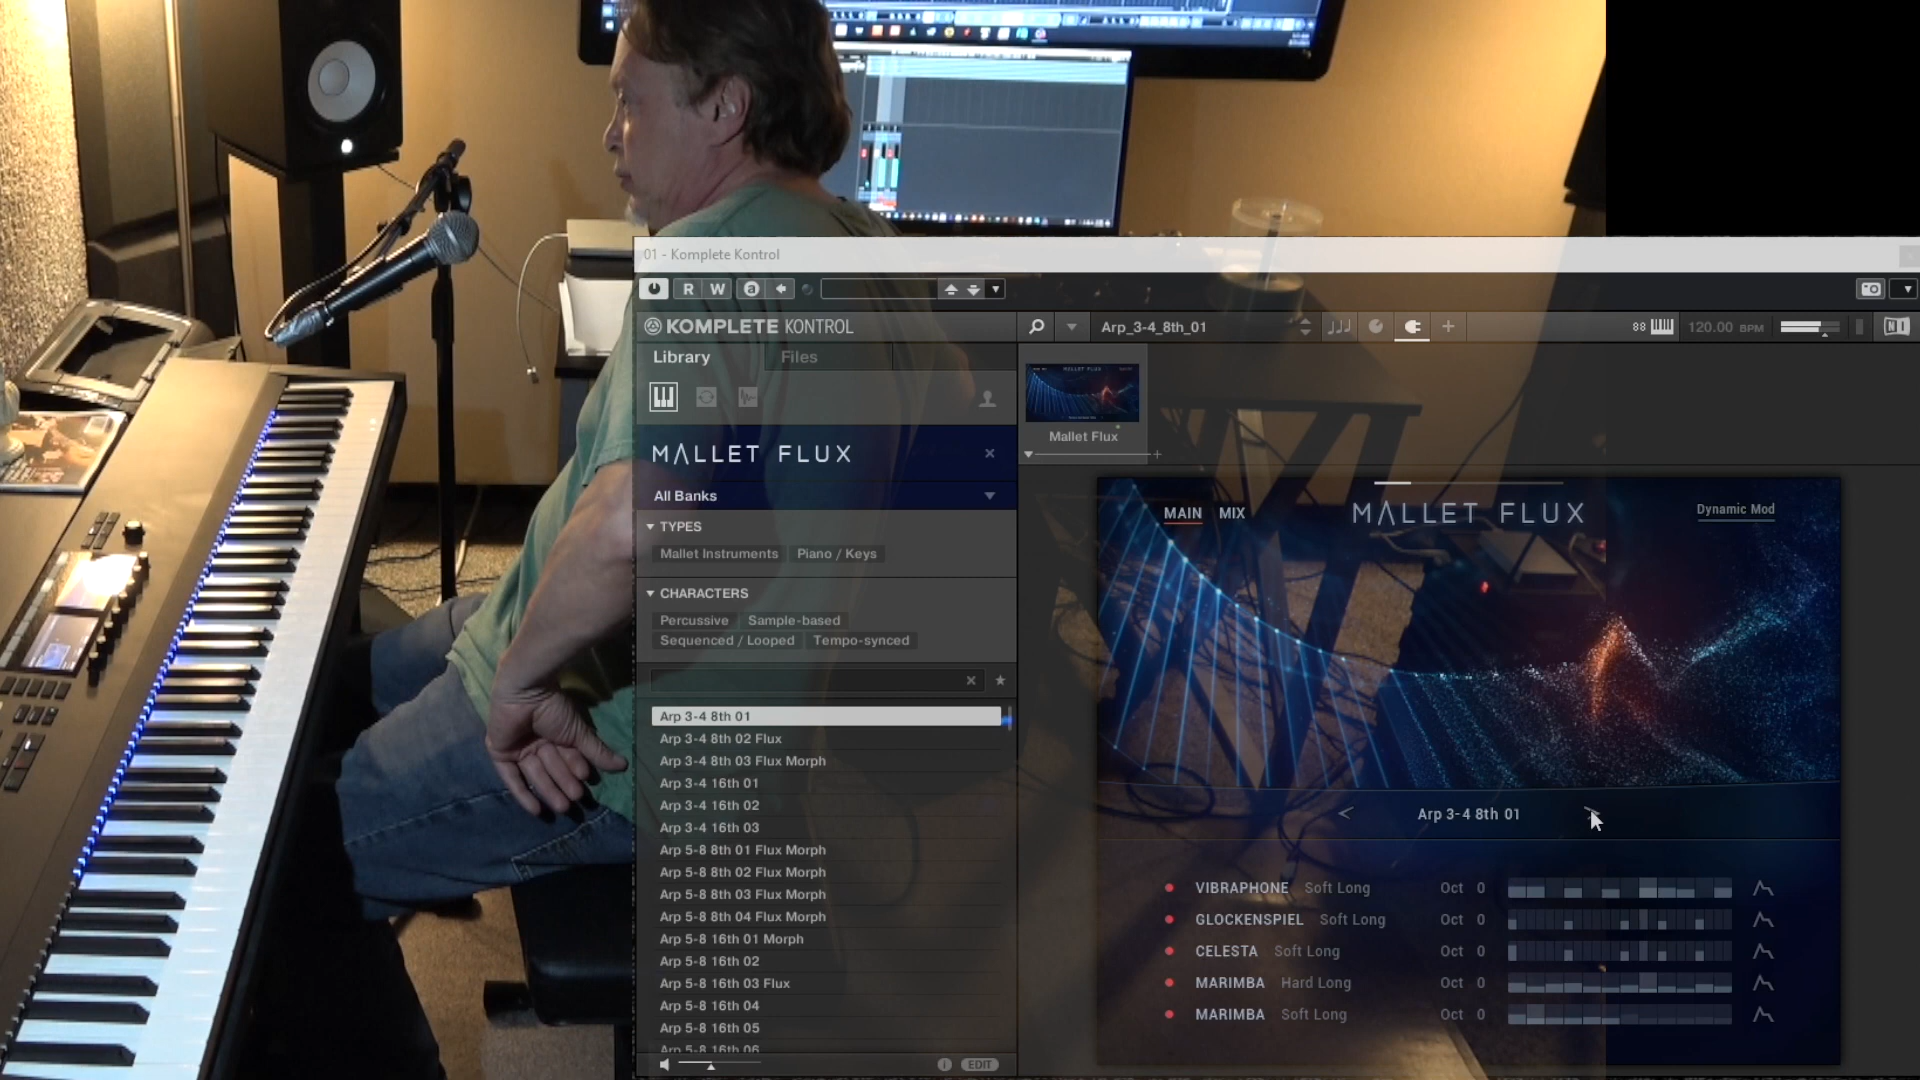 01 - Komplete Kontrol
R W a
KOMPLETE KONTROL
Arp_3-4_8th_01
88
120.00 BPM
Library Files
MALLET FLUX
Mallet Flux
MALLET FLUX
All Banks
TYPES
Mallet Instruments Piano / Keys
CHARACTERS
Percussive Sample-based
Sequenced / Looped Tempo-synced
Arp 3-4 8th 01
Arp 3-4 8th 02 Flux
Arp 3-4 8th 03 Flux Morph
Arp 3-4 16th 01
Arp 3-4 16th 02
Arp 3-4 16th 03
Arp 5-8 8th 01 Flux Morph
Arp 5-8 8th 02 Flux Morph
Arp 5-8 8th 03 Flux Morph
Arp 5-8 8th 04 Flux Morph
Arp 5-8 16th 01 Morph
Arp 5-8 16th 02
Arp 5-8 16th 03 Flux
Arp 5-8 16th 04
Arp 5-8 16th 05
Arp 5-8 16th 06
EDIT
MAIN MIX
MALLET FLUX
Dynamic Mod
Arp 3-4 8th 01
VIBRAPHONE Soft Long Oct 0
GLOCKENSPIEL Soft Long Oct 0
CELESTA Soft Long Oct 0
MARIMBA Hard Long Oct 0
MARIMBA Soft Long Oct 0